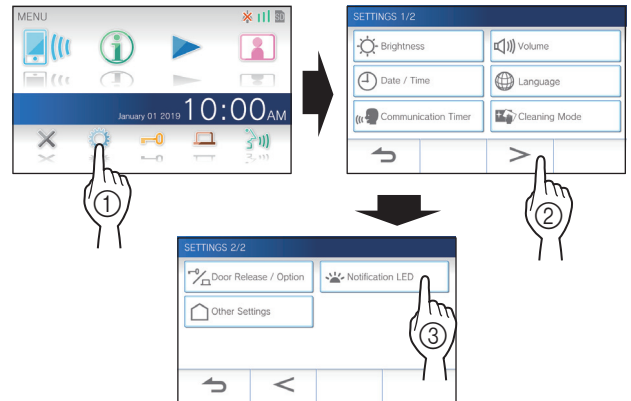 MENU
SD
January 01 2019 10:00AM
1
SETTINGS 1/2
Brightness
Volume
Date / Time
Language
Communication Timer
Cleaning Mode
>
2
SETTINGS 2/2
Door Release / Option
Notification LED
Other Settings
<
3